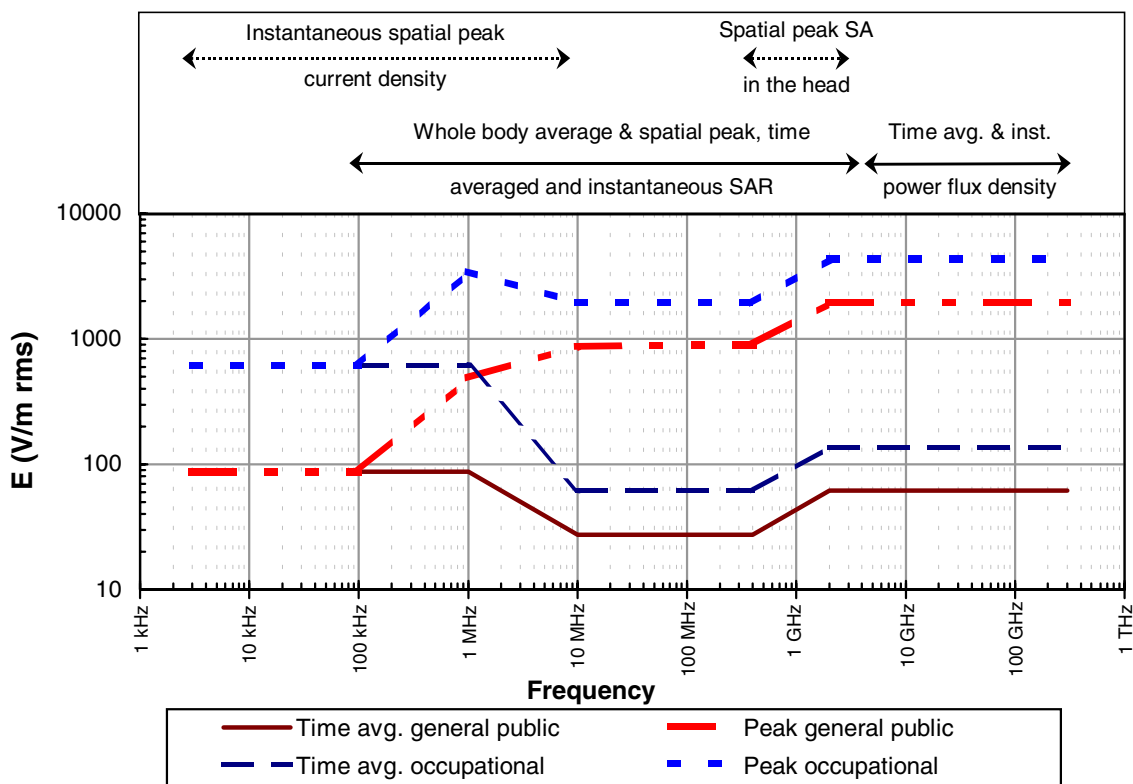 Instantaneous spatial peak
current density
Spatial peak SA
in the head
Whole body average & spatial peak, time
averaged and instantaneous SAR
Time avg. & inst.
power flux density
E (V/m rms)
10000
1000
100
10
1 kHz
10 kHz
100 kHz
1 MHz
10 MHz
100 MHz
1 GHz
10 GHz
100 GHz
1 THz
Frequency
Time avg. general public
Peak general public
Time avg. occupational
Peak occupational